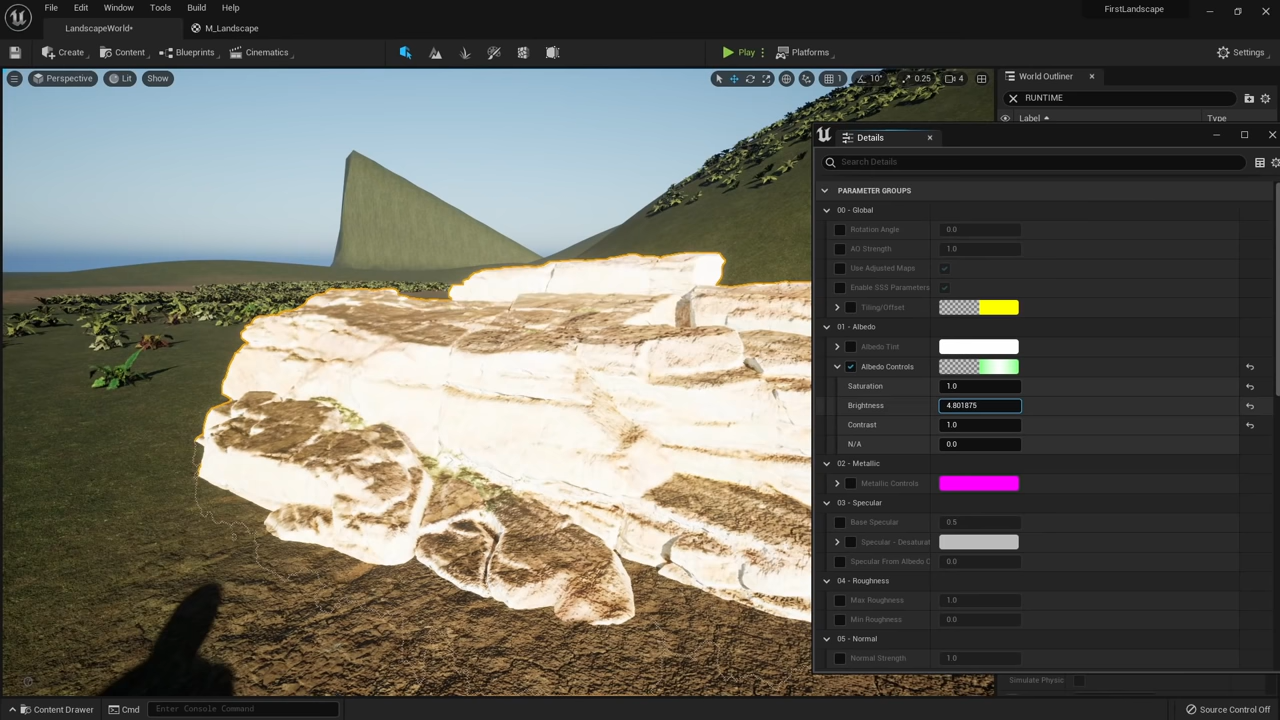 File Edit Window Tools Build Help
FirstLandscape
LandscapeWorld*
M_Landscape
Create
Content
Blueprints
Cinematics
Play
Platforms
Settings
Perspective
Lit
Show
1
10°
0.25
4
World Outliner
RUNTIME
Label
Type
Details
Search Details
PARAMETER GROUPS
00 - Global
Rotation Angle 0.0
AO Strength 1.0
Use Adjusted Maps
Enable SSS Parameters
Tiling/Offset
01 - Albedo
Albedo Tint
Albedo Controls
Saturation 1.0
Brightness 4.801875
Contrast 1.0
N/A 0.0
02 - Metallic
Metallic Controls
03 - Specular
Base Specular 0.5
Specular - Desaturat
Specular From Albedo C 0.0
04 - Roughness
Max Roughness 1.0
Min Roughness 0.0
05 - Normal
Normal Strength 1.0
Simulate Physic
Content Drawer
Cmd
Enter Console Command
Source Control Off